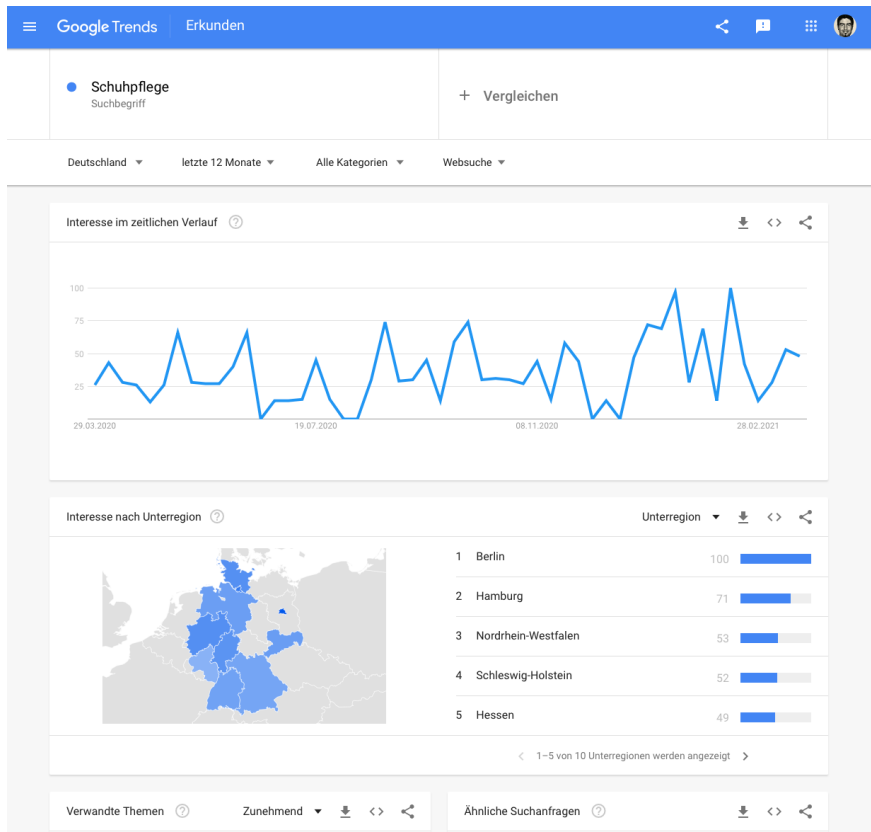 Google Trends Erkunden
Schuhpflege
Suchbegriff
+ Vergleichen
Deutschland letzte 12 Monate Alle Kategorien Websuche
Interesse im zeitlichen Verlauf
100
75
50
25
29.03.2020 19.07.2020 08.11.2020 28.02.2021
Interesse nach Unterregion Unterregion
1 Berlin 100
2 Hamburg 71
3 Nordrhein-Westfalen 53
4 Schleswig-Holstein 52
5 Hessen 49
1–5 von 10 Unterregionen werden angezeigt
Verwandte Themen Zunehmend Ähnliche Suchanfragen